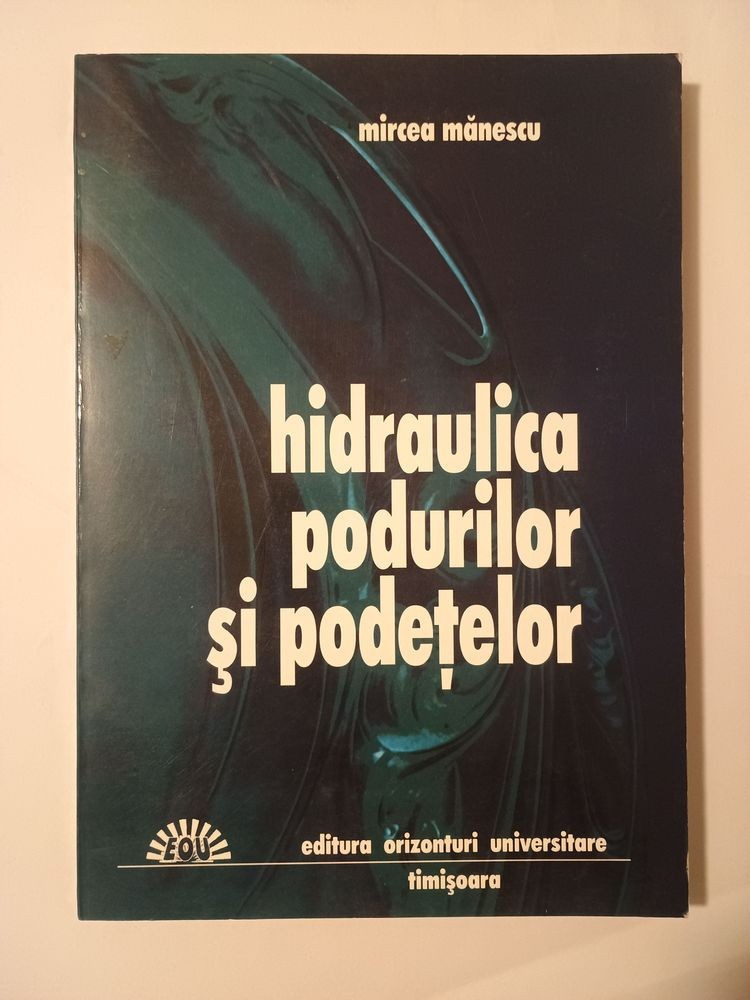 mircea mănescu
hidraulica
podurilor
şi podeţelor
EOU
editura orizonturi universitare
timişoara